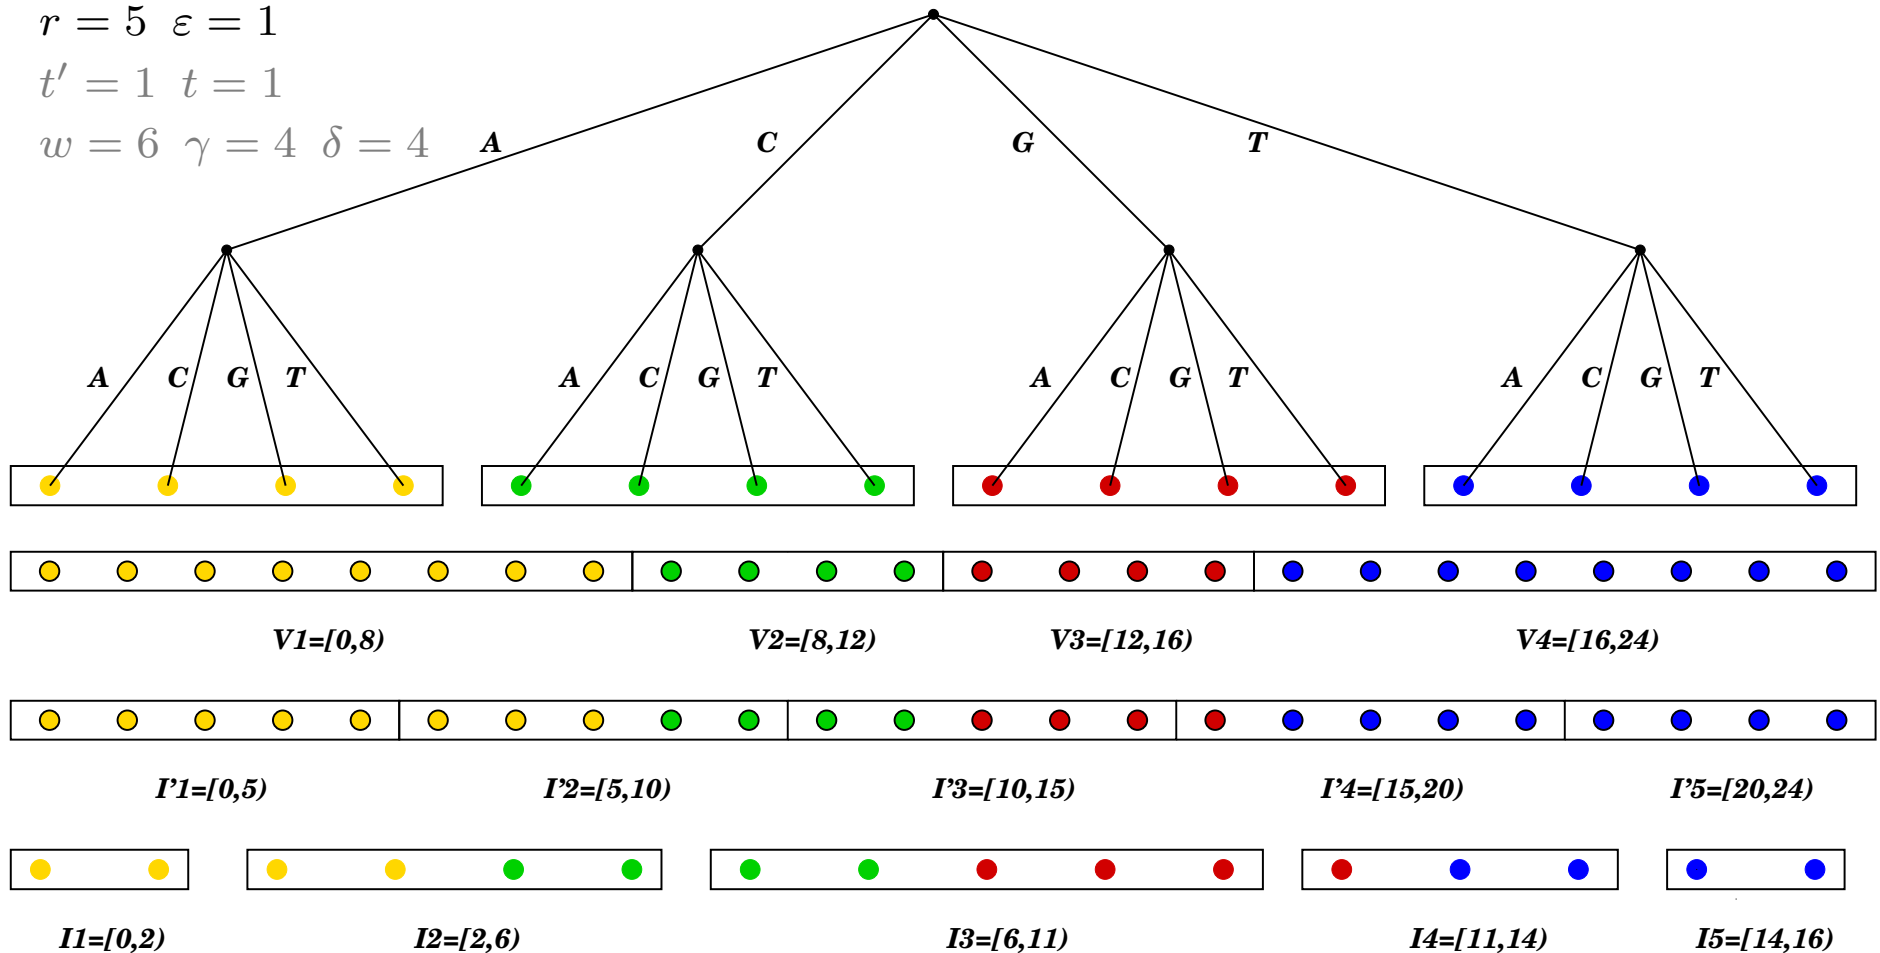 r = 5 ε = 1
t′ = 1 t = 1
w = 6 γ = 4 δ = 4
A C G T
A C G T A C G T A C G T A C G T
V1=[0,8) V2=[8,12) V3=[12,16) V4=[16,24)
I’1=[0,5) I’2=[5,10) I’3=[10,15) I’4=[15,20) I’5=[20,24)
I1=[0,2) I2=[2,6) I3=[6,11) I4=[11,14) I5=[14,16)